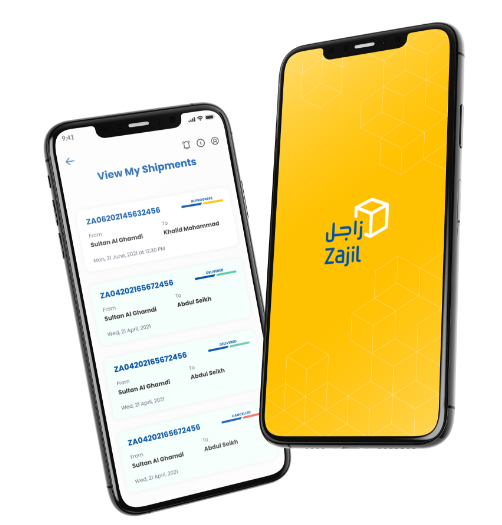 9:41
View My Shipments
IN PROGRESS
ZA06202145632456
From
To
Sultan Al Ghamdi
Khalid Mohammad
Mon, 21 June, 2021 at 12:30 PM
DELIVERED
ZA04202165672456
From
To
Sultan Al Ghamdi
Abdul Seikh
Wed, 21 April, 2021
DELIVERED
ZA04202165672456
From
To
Sultan Al Ghamdi
Abdul Seikh
Wed, 21 April, 2021
CANCELLED
ZA04202165672456
From
To
Sultan Al Ghamdi
Abdul Seikh
Wed, 21 April, 2021
زاجل
Zajil